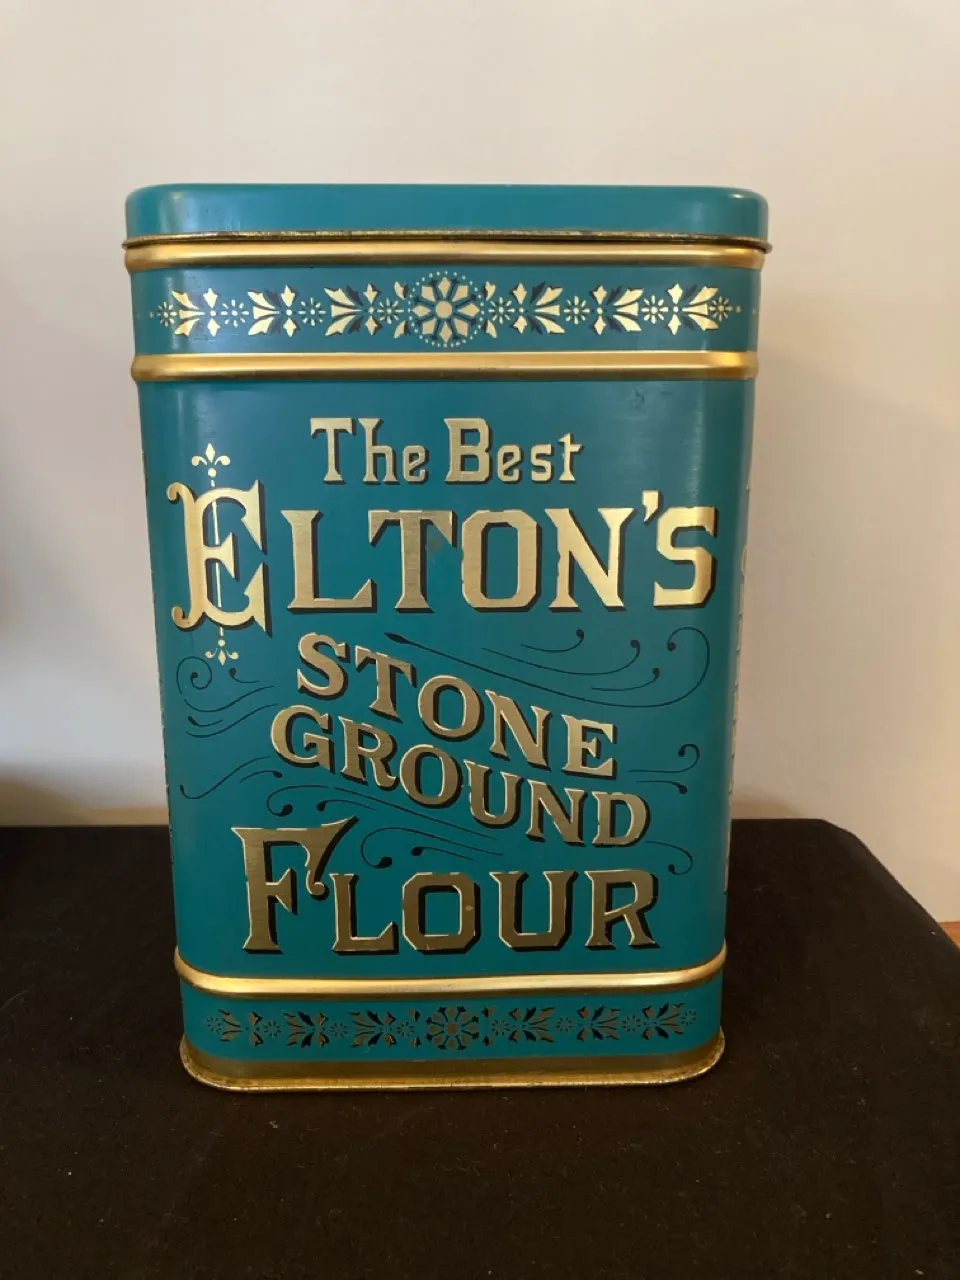 The Best
ELTON'S
STONE
GROUND
FLOUR